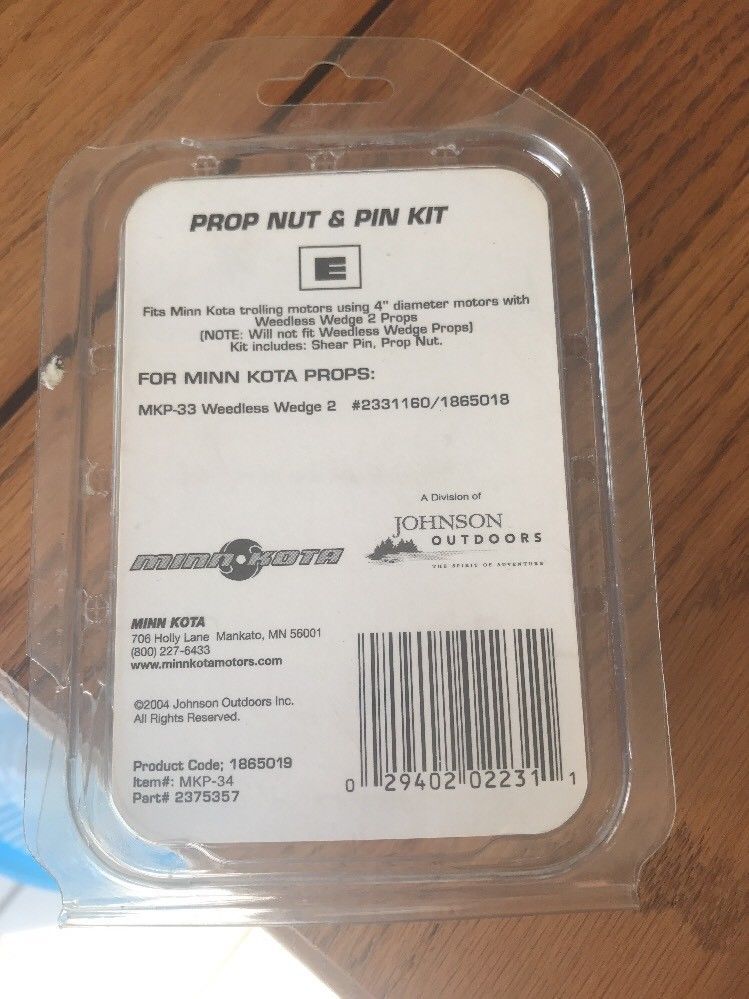 PROP NUT & PIN KIT
E
Fits Minn Kota trolling motors using 4" diameter motors with
Weedless Wedge 2 Props
(NOTE: Will not fit Weedless Wedge Props)
Kit includes: Shear Pin, Prop Nut.
FOR MINN KOTA PROPS:
MKP-33 Weedless Wedge 2 #2331160/1865018
A Division of
JOHNSON
OUTDOORS
THE SPIRIT OF ADVENTURE
MINN KOTA
MINN KOTA
706 Holly Lane Mankato, MN 56001
(800) 227-6433
www.minnkotamotors.com
©2004 Johnson Outdoors Inc.
All Rights Reserved.
Product Code; 1865019
Item#: MKP-34
Part# 2375357
0 29402 02231 1